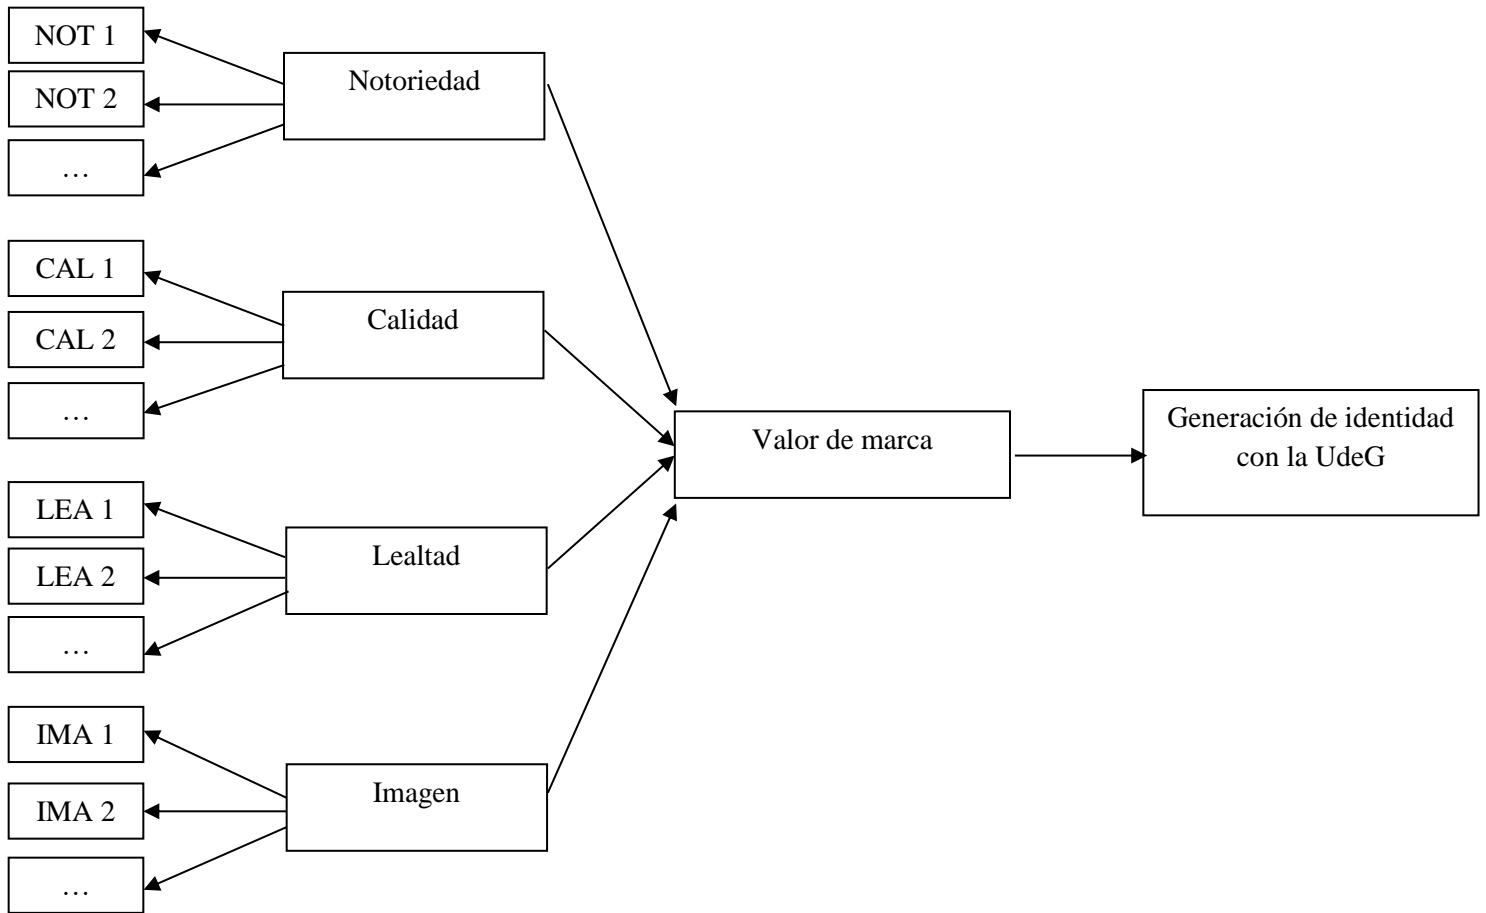 NOT 1
NOT 2
…
Notoriedad
CAL 1
CAL 2
…
Calidad
LEA 1
LEA 2
…
Lealtad
IMA 1
IMA 2
…
Imagen
Valor de marca
Generación de identidad
con la UdeG